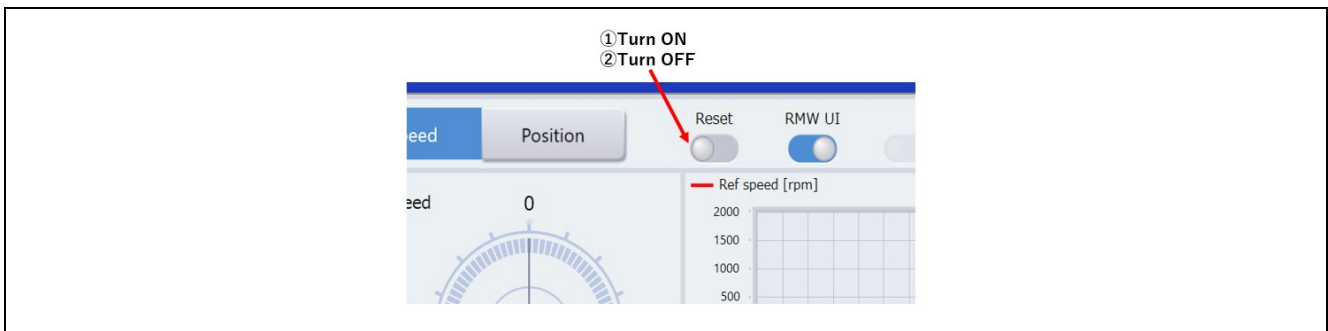 ①Turn ON
②Turn OFF
Reset
RMW UI
eed
Position
Ref speed [rpm]
eed
0
2000
1500
1000
500